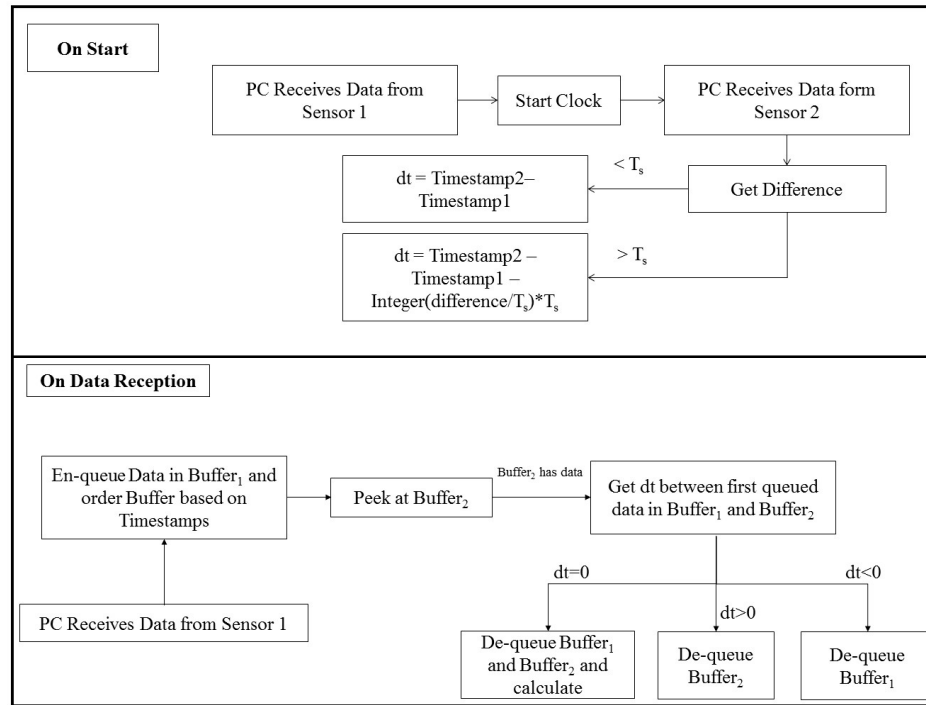 On Start
PC Receives Data from
Sensor 1
Start Clock
PC Receives Data form
Sensor 2
< Tₛ
Get Difference
dt = Timestamp2–
Timestamp1
> Tₛ
dt = Timestamp2 –
Timestamp1 –
Integer(difference/Tₛ)*Tₛ
On Data Reception
En-queue Data in Buffer₁ and
order Buffer based on
Timestamps
Peek at Buffer₂
Buffer₂ has data
Get dt between first queued
data in Buffer₁ and Buffer₂
PC Receives Data from Sensor 1
dt=0
dt>0
dt<0
De-queue Buffer₁
and Buffer₂ and
calculate
De-queue
Buffer₂
De-queue
Buffer₁